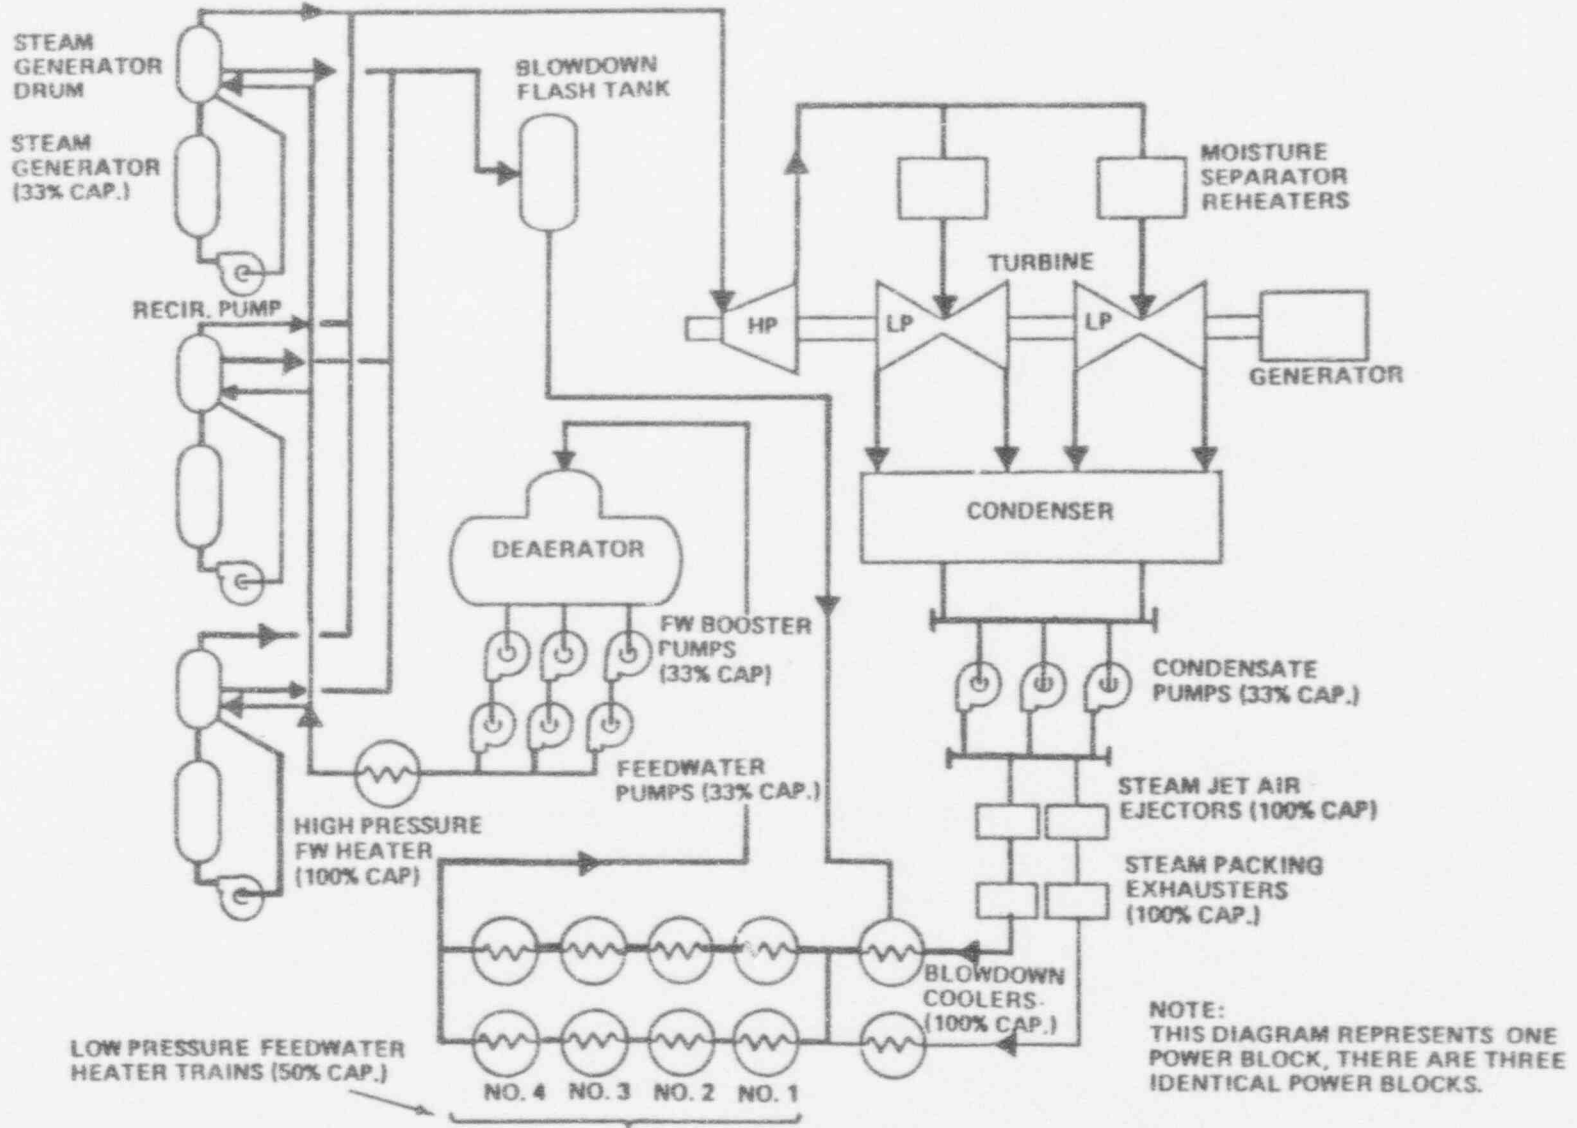 STEAM
GENERATOR
DRUM
STEAM
GENERATOR
(33% CAP.)
RECIR. PUMP
BLOWDOWN
FLASH TANK
MOISTURE
SEPARATOR
REHEATERS
TURBINE
HP
LP
LP
GENERATOR
CONDENSER
DEAERATOR
FW BOOSTER
PUMPS
(33% CAP)
CONDENSATE
PUMPS (33% CAP.)
FEEDWATER
PUMPS (33% CAP.)
STEAM JET AIR
EJECTORS (100% CAP)
HIGH PRESSURE
FW HEATER
(100% CAP)
STEAM PACKING
EXHAUSTERS
(100% CAP.)
BLOWDOWN
COOLERS
(100% CAP.)
LOW PRESSURE FEEDWATER
HEATER TRAINS (50% CAP.)
NO. 4 NO. 3 NO. 2 NO. 1
NOTE:
THIS DIAGRAM REPRESENTS ONE
POWER BLOCK, THERE ARE THREE
IDENTICAL POWER BLOCKS.